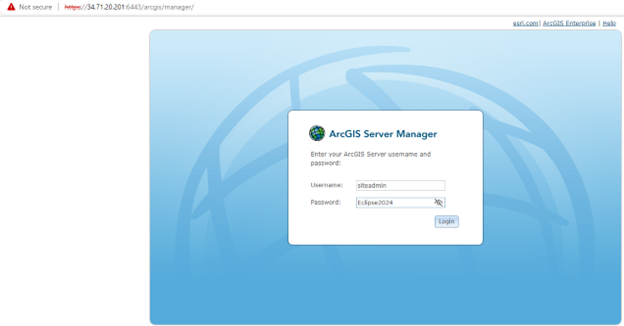 Not secure | https://34.71.20.201:6443/arcgis/manager/
esri.com | ArcGIS Enterprise | Help
ArcGIS Server Manager
Enter your ArcGIS Server username and
password:
Username: siteadmin
Password: Eclipse2024
Login